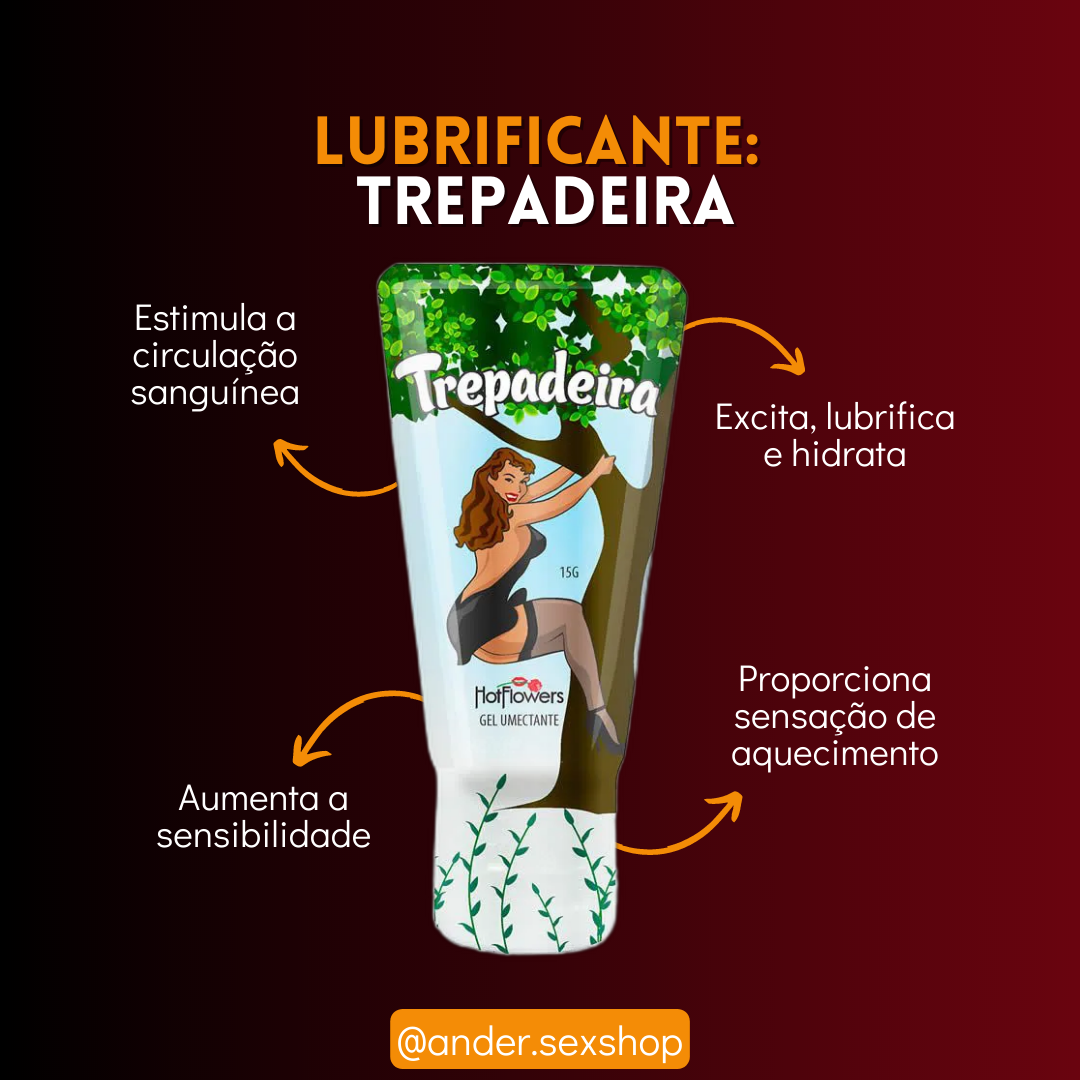 LUBRIFICANTE:
TREPADEIRA
Estimula a
circulação
sanguínea
Excita, lubrifica
e hidrata
Trepadeira
15G
HotFlowers
GEL UMECTANTE
Proporciona
sensação de
aquecimento
Aumenta a
sensibilidade
@ander.sexshop